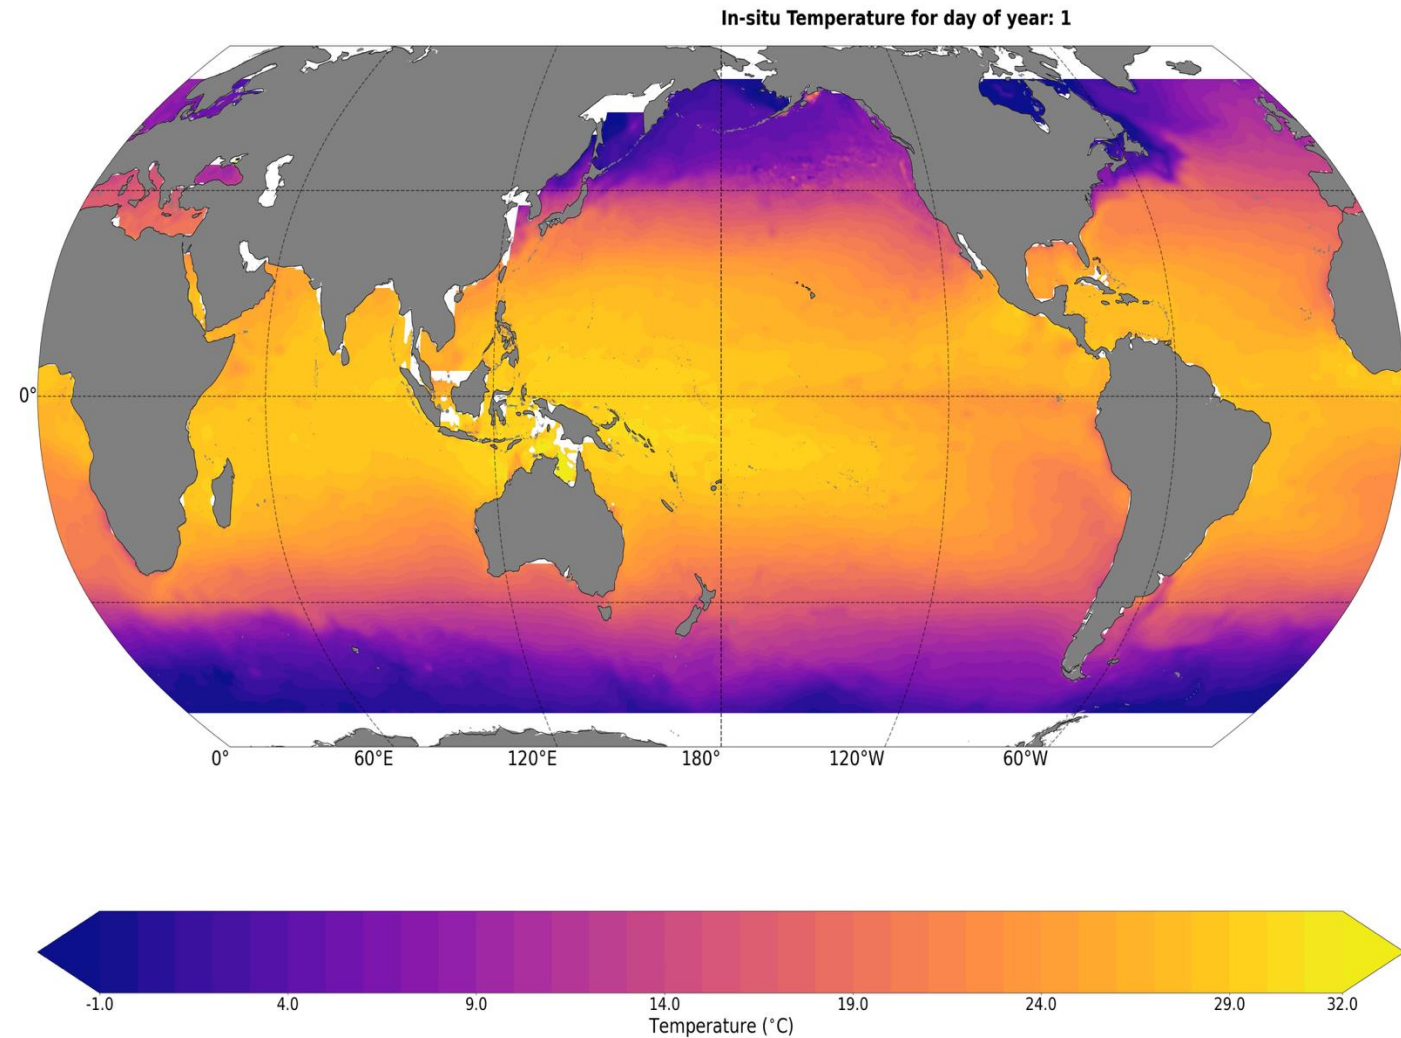 In-situ Temperature for day of year: 1
0°
0° 60°E 120°E 180° 120°W 60°W
-1.0 4.0 9.0 14.0 19.0 24.0 29.0 32.0
Temperature (°C)